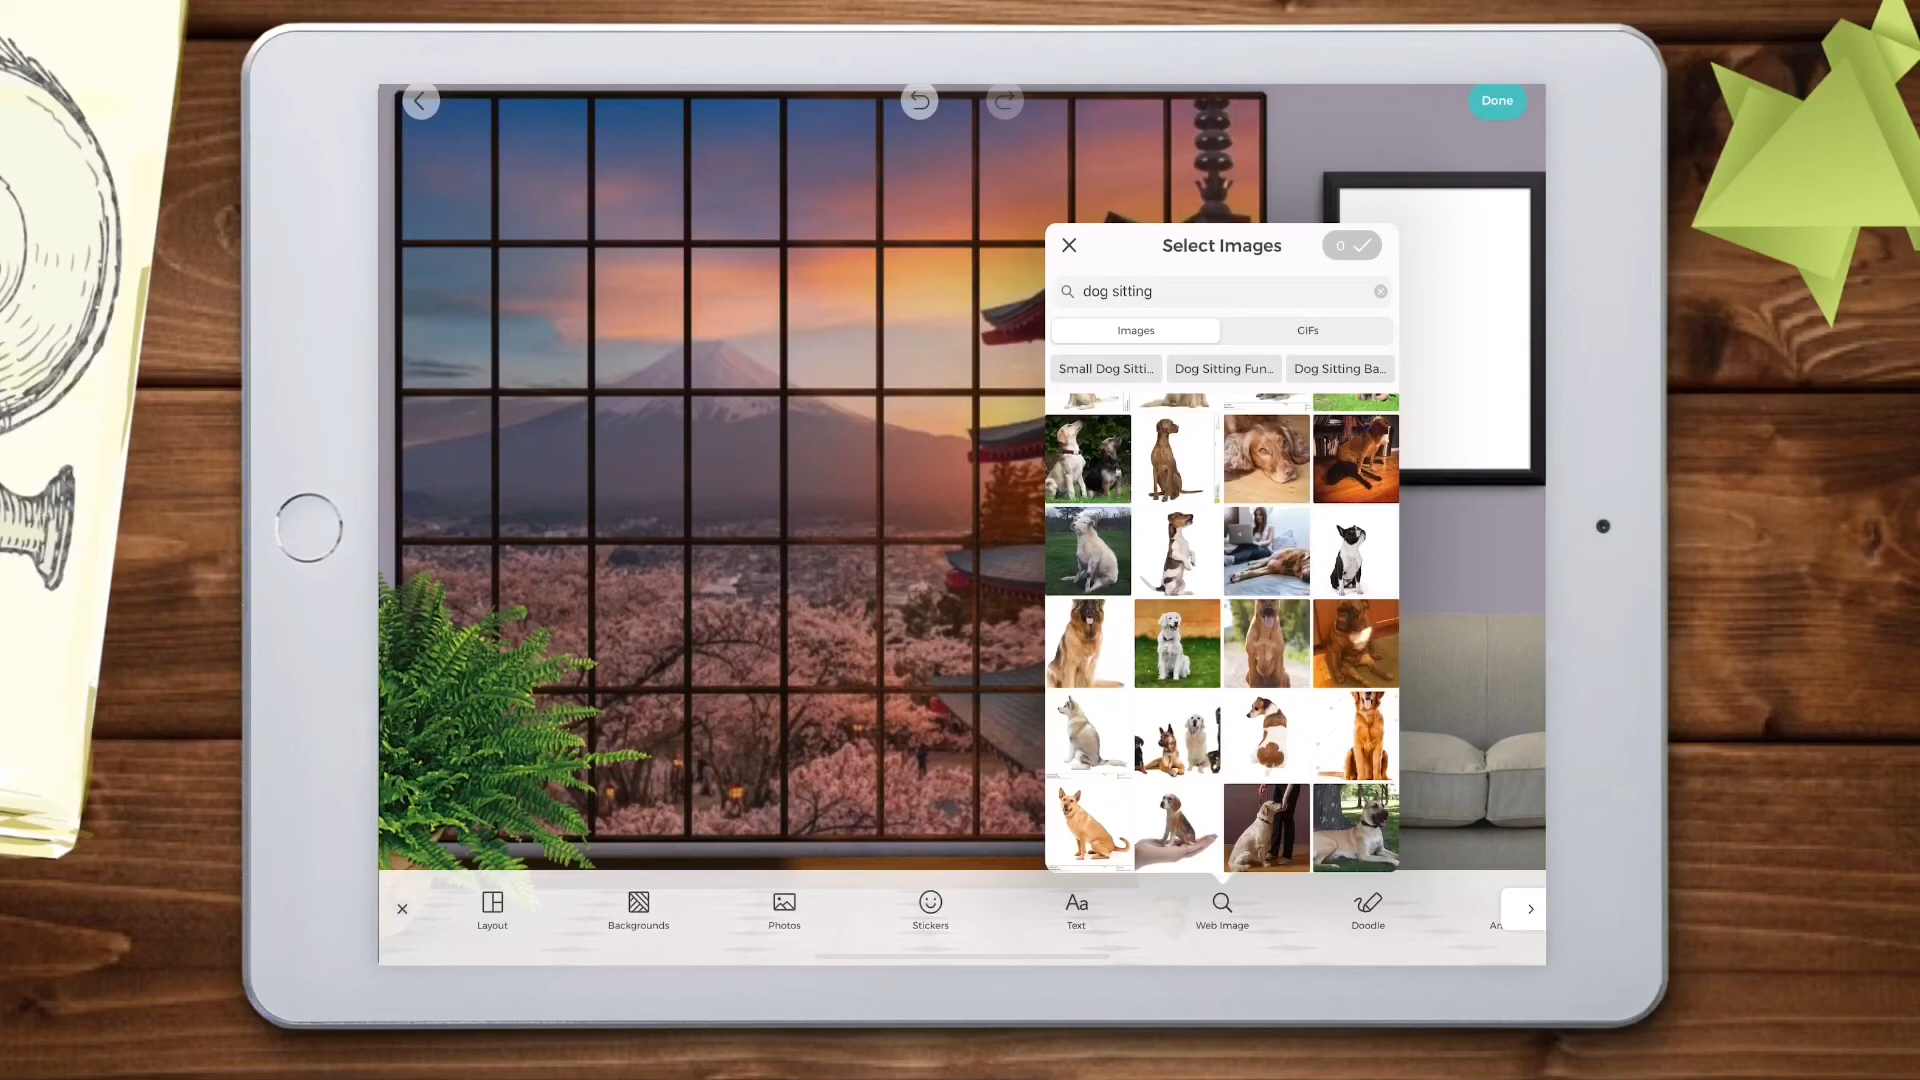 Done
Select Images
0
dog sitting
Images
GIFs
Small Dog Sitti...
Dog Sitting Fun...
Dog Sitting Ba...
Layout
Backgrounds
Photos
Stickers
Text
Aa
Web Image
Doodle
An